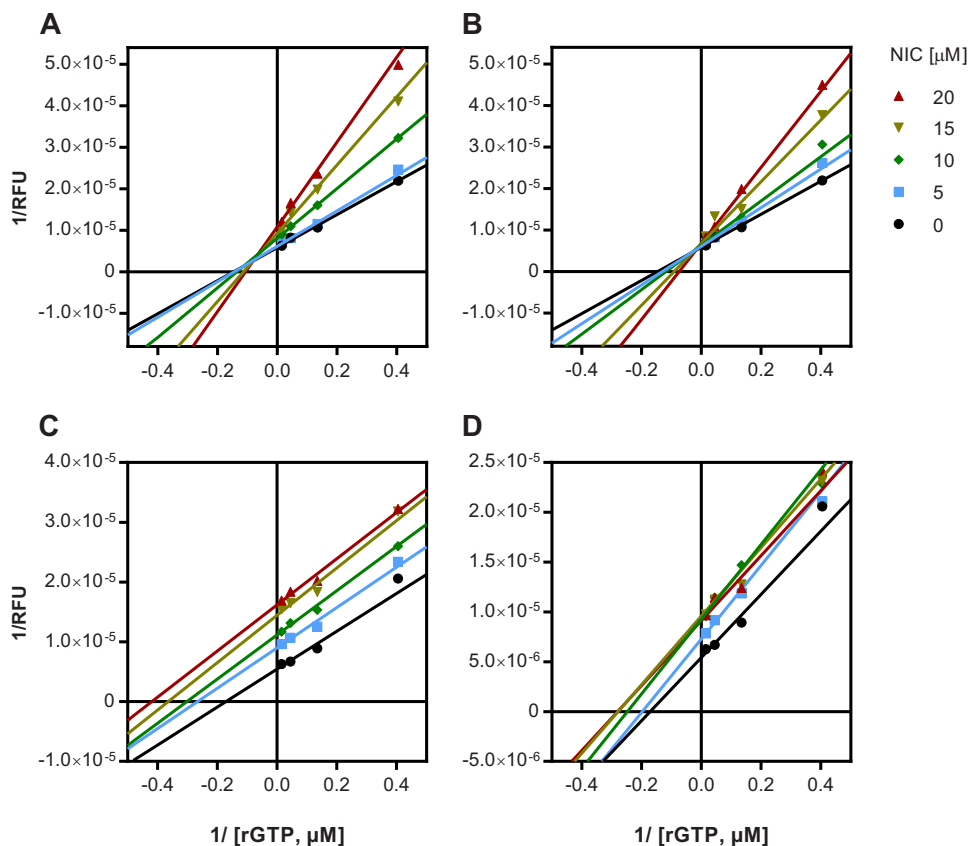 A
B
5.0×10⁻⁵
4.0×10⁻⁵
3.0×10⁻⁵
2.0×10⁻⁵
1.0×10⁻⁵
0
-1.0×10⁻⁵
1/RFU
-0.4 -0.2 0.0 0.2 0.4
5.0×10⁻⁵
4.0×10⁻⁵
3.0×10⁻⁵
2.0×10⁻⁵
1.0×10⁻⁵
0
-1.0×10⁻⁵
-0.4 -0.2 0.0 0.2 0.4
NIC [μM]
20
15
10
5
0
C
D
4.0×10⁻⁵
3.0×10⁻⁵
2.0×10⁻⁵
1.0×10⁻⁵
0
-1.0×10⁻⁵
1/RFU
-0.4 -0.2 0.0 0.2 0.4
1/ [rGTP, μM]
2.5×10⁻⁵
2.0×10⁻⁵
1.5×10⁻⁵
1.0×10⁻⁵
5.0×10⁻⁶
0
-5.0×10⁻⁶
-0.4 -0.2 0.0 0.2 0.4
1/ [rGTP, μM]